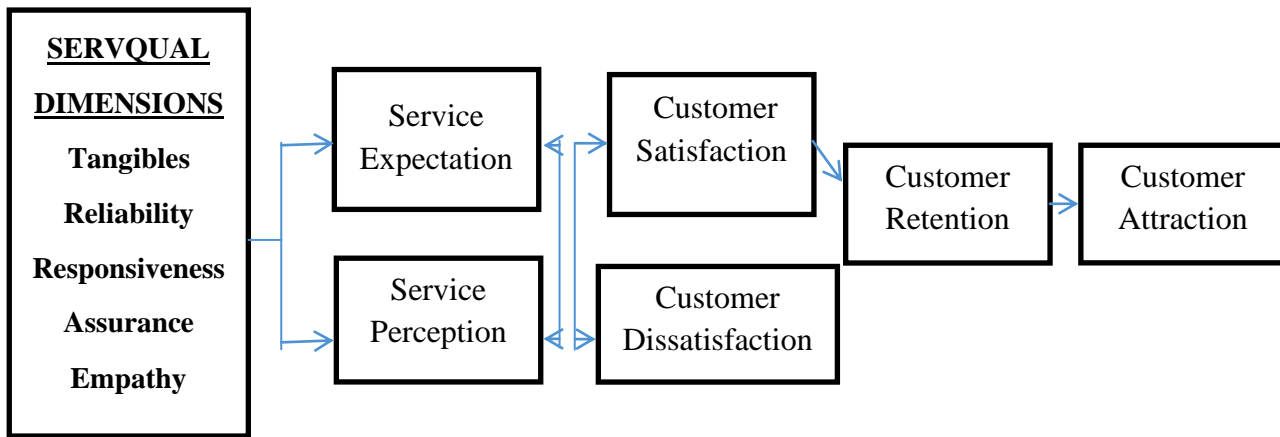 SERVQUAL
DIMENSIONS
Tangibles
Reliability
Responsiveness
Assurance
Empathy
Service
Expectation
Service
Perception
Customer
Satisfaction
Customer
Dissatisfaction
Customer
Retention
Customer
Attraction